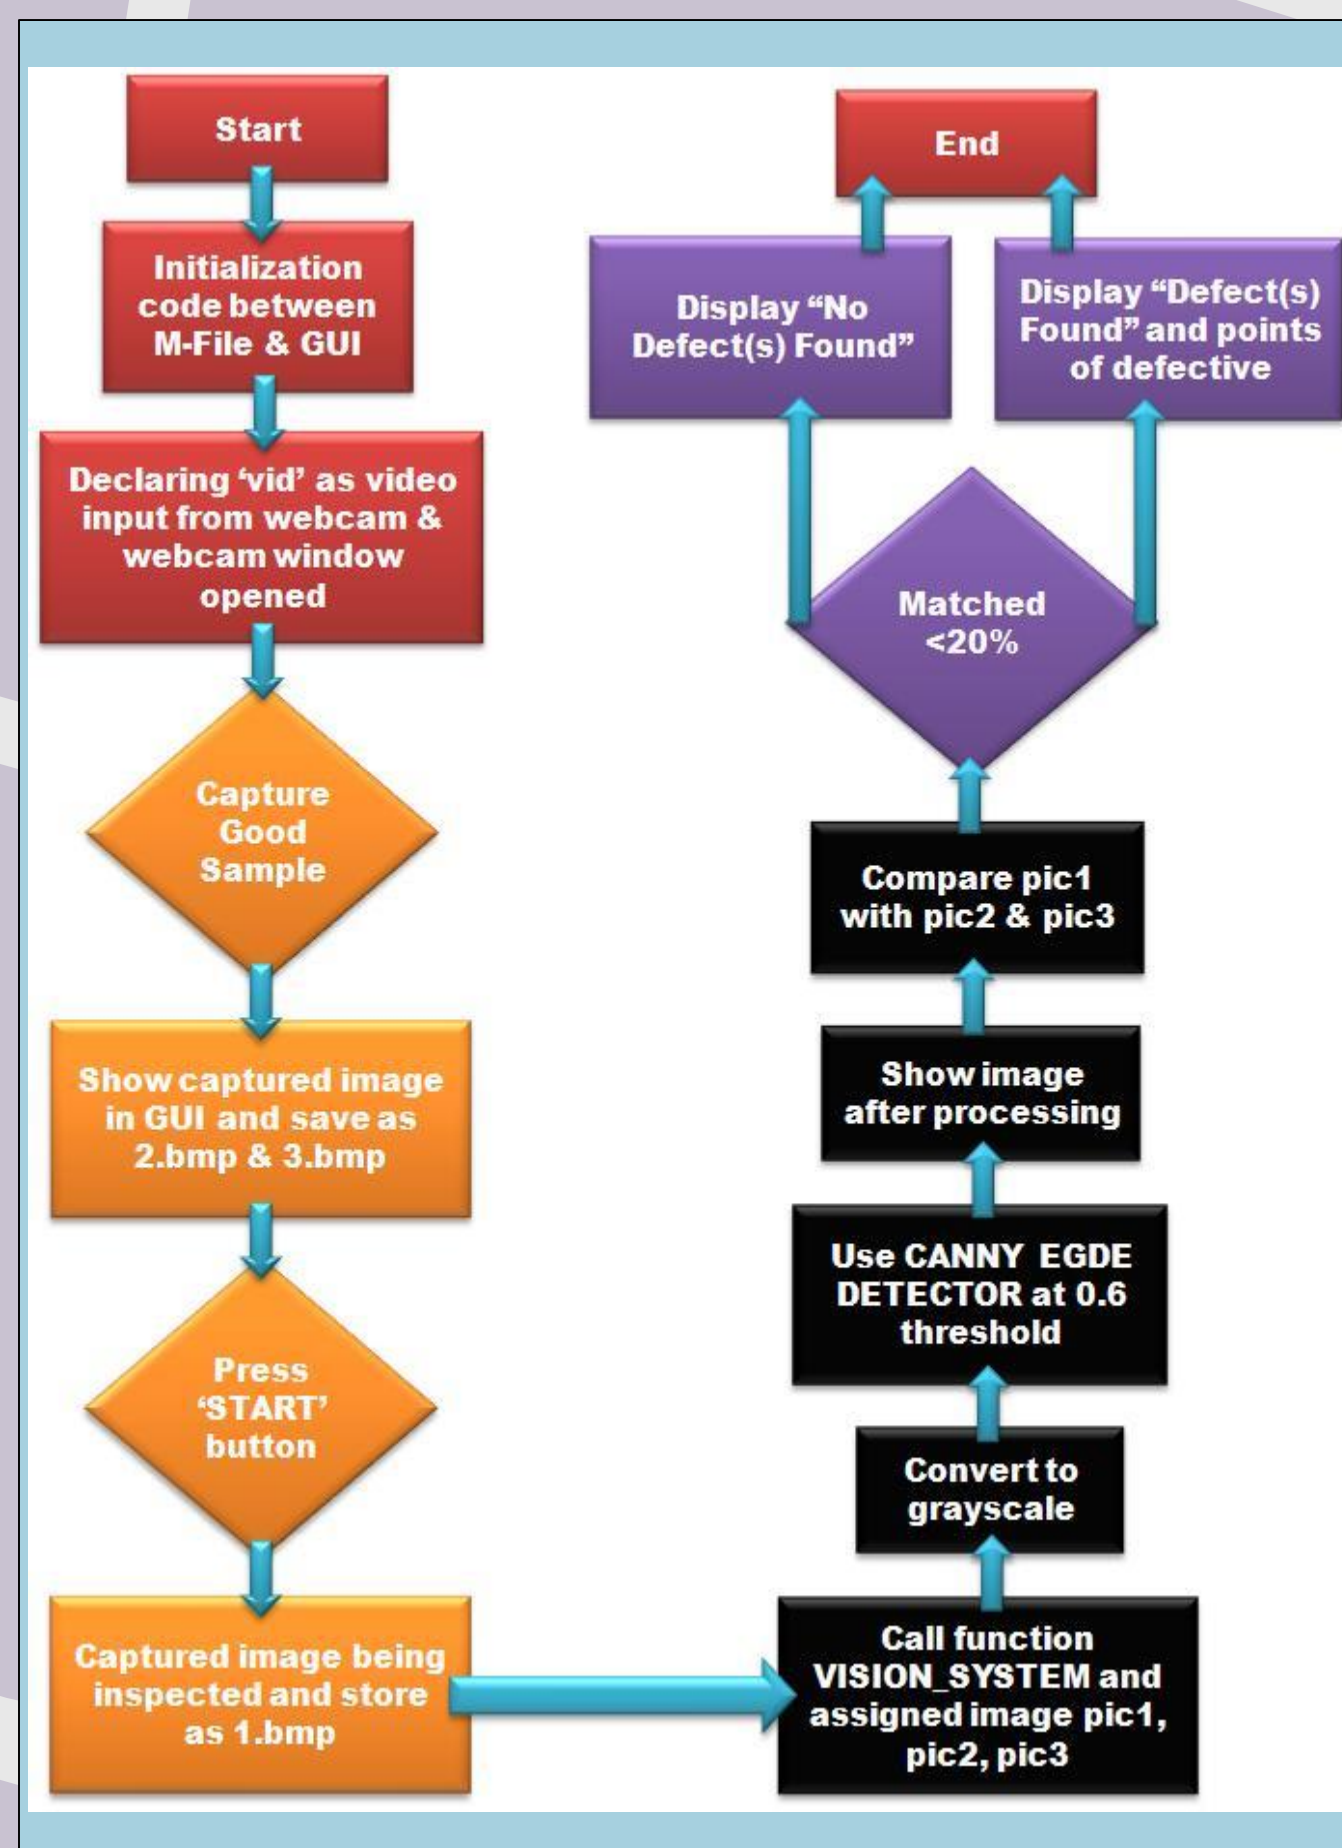 Start
Initialization
code between
M-File & GUI
Declaring ‘vid’ as video
input from webcam &
webcam window
opened
Capture
Good
Sample
Show captured image
in GUI and save as
2.bmp & 3.bmp
Press
‘START’
button
Captured image being
inspected and store
as 1.bmp
Call function
VISION_SYSTEM and
assigned image pic1,
pic2, pic3
Convert to
grayscale
Use CANNY EGDE
DETECTOR at 0.6
threshold
Show image
after processing
Compare pic1
with pic2 & pic3
Matched
<20%
Display “No
Defect(s) Found”
Display “Defect(s)
Found” and points
of defective
End